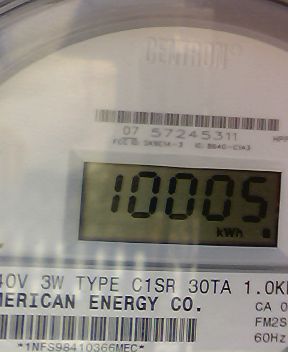 CENTRON®
07 57245311
10005
kWh
40V 3W TYPE C1SR 30TA 1.0K
MERICAN ENERGY CO.
CA 0
FM2S
60Hz
*1NFS98410366MEC*